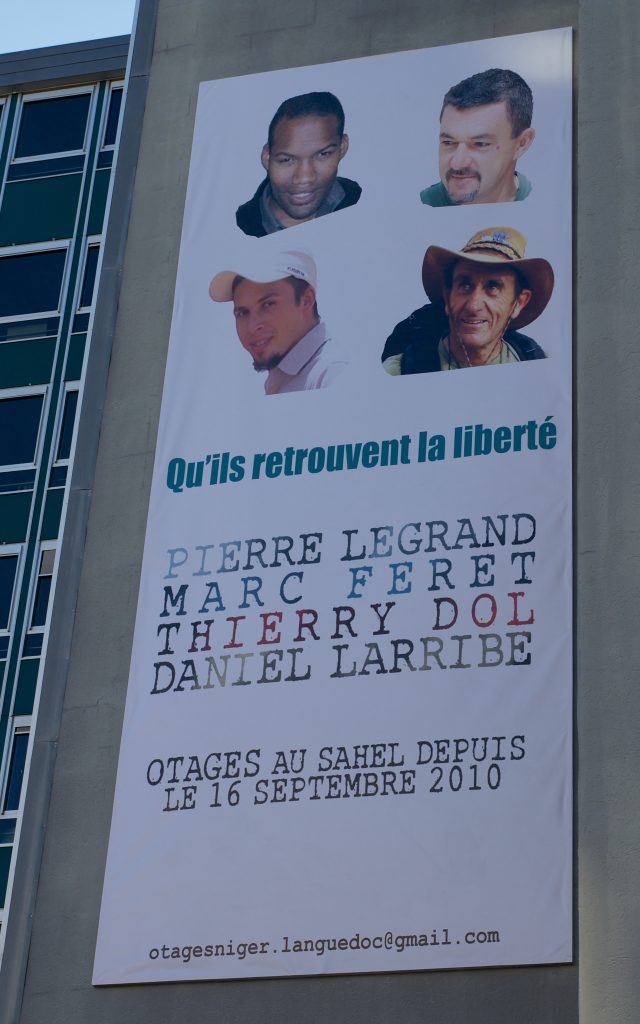 Qu'ils retrouvent la liberté
PIERRE LEGRAND
MARC FERET
THIERRY DOL
DANIEL LARRIBE
OTAGES AU SAHEL DEPUIS
LE 16 SEPTEMBRE 2010
otagesniger.languedoc@gmail.com